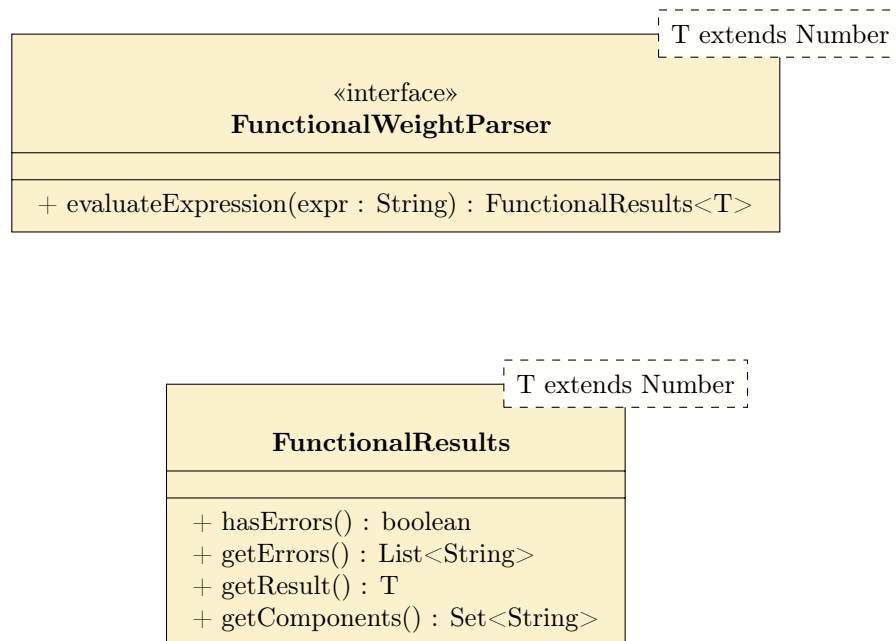 T extends Number
«interface»
FunctionalWeightParser
+ evaluateExpression(expr : String) : FunctionalResults<T>
T extends Number
FunctionalResults
+ hasErrors() : boolean
+ getErrors() : List<String>
+ getResult() : T
+ getComponents() : Set<String>